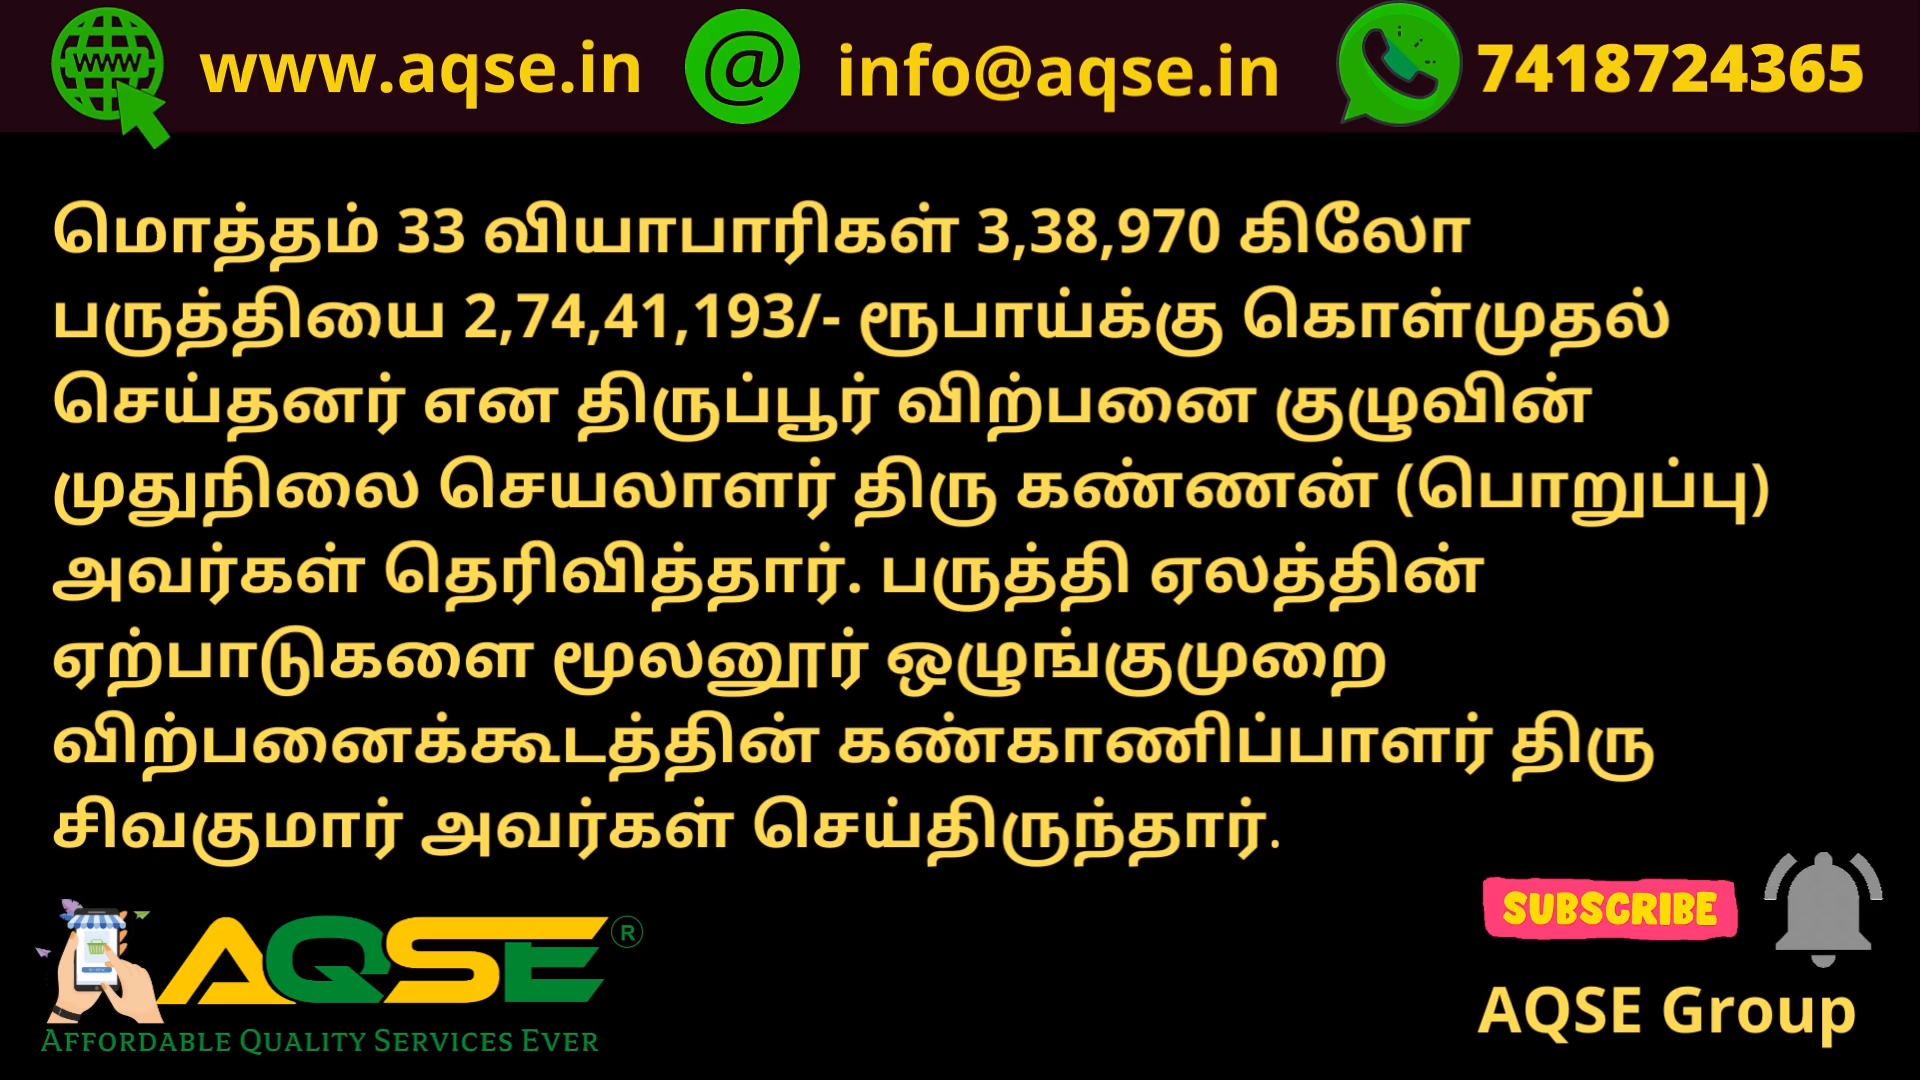 www.aqse.in
info@aqse.in
7418724365
மொத்தம் 33 வியாபாரிகள் 3,38,970 கிலோ
பருத்தியை 2,74,41,193/- ரூபாய்க்கு கொள்முதல்
செய்தனர் என திருப்பூர் விற்பனை குழுவின்
முதுநிலை செயலாளர் திரு கண்ணன் (பொறுப்பு)
அவர்கள் தெரிவித்தார். பருத்தி ஏலத்தின்
ஏற்பாடுகளை மூலனூர் ஒழுங்குமுறை
விற்பனைக்கூடத்தின் கண்காணிப்பாளர் திரு
சிவகுமார் அவர்கள் செய்திருந்தார்.
AQSE®
AFFORDABLE QUALITY SERVICES EVER
SUBSCRIBE
AQSE Group